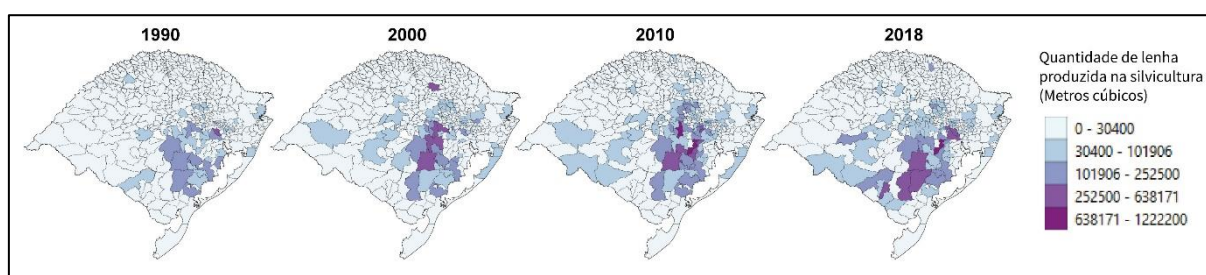 1990
2000
2010
2018
Quantidade de lenha
produzida na silvicultura
(Metros cúbicos)
0 - 30400
30400 - 101906
101906 - 252500
252500 - 638171
638171 - 1222200